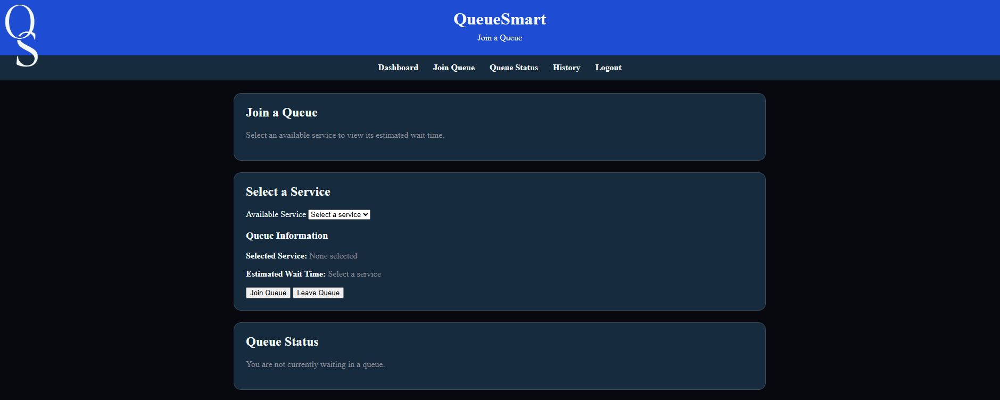 QS
QueueSmart
Join a Queue
Dashboard Join Queue Queue Status History Logout
Join a Queue
Select an available service to view its estimated wait time.
Select a Service
Available Service Select a service
Queue Information
Selected Service: None selected
Estimated Wait Time: Select a service
Join Queue Leave Queue
Queue Status
You are not currently waiting in a queue.